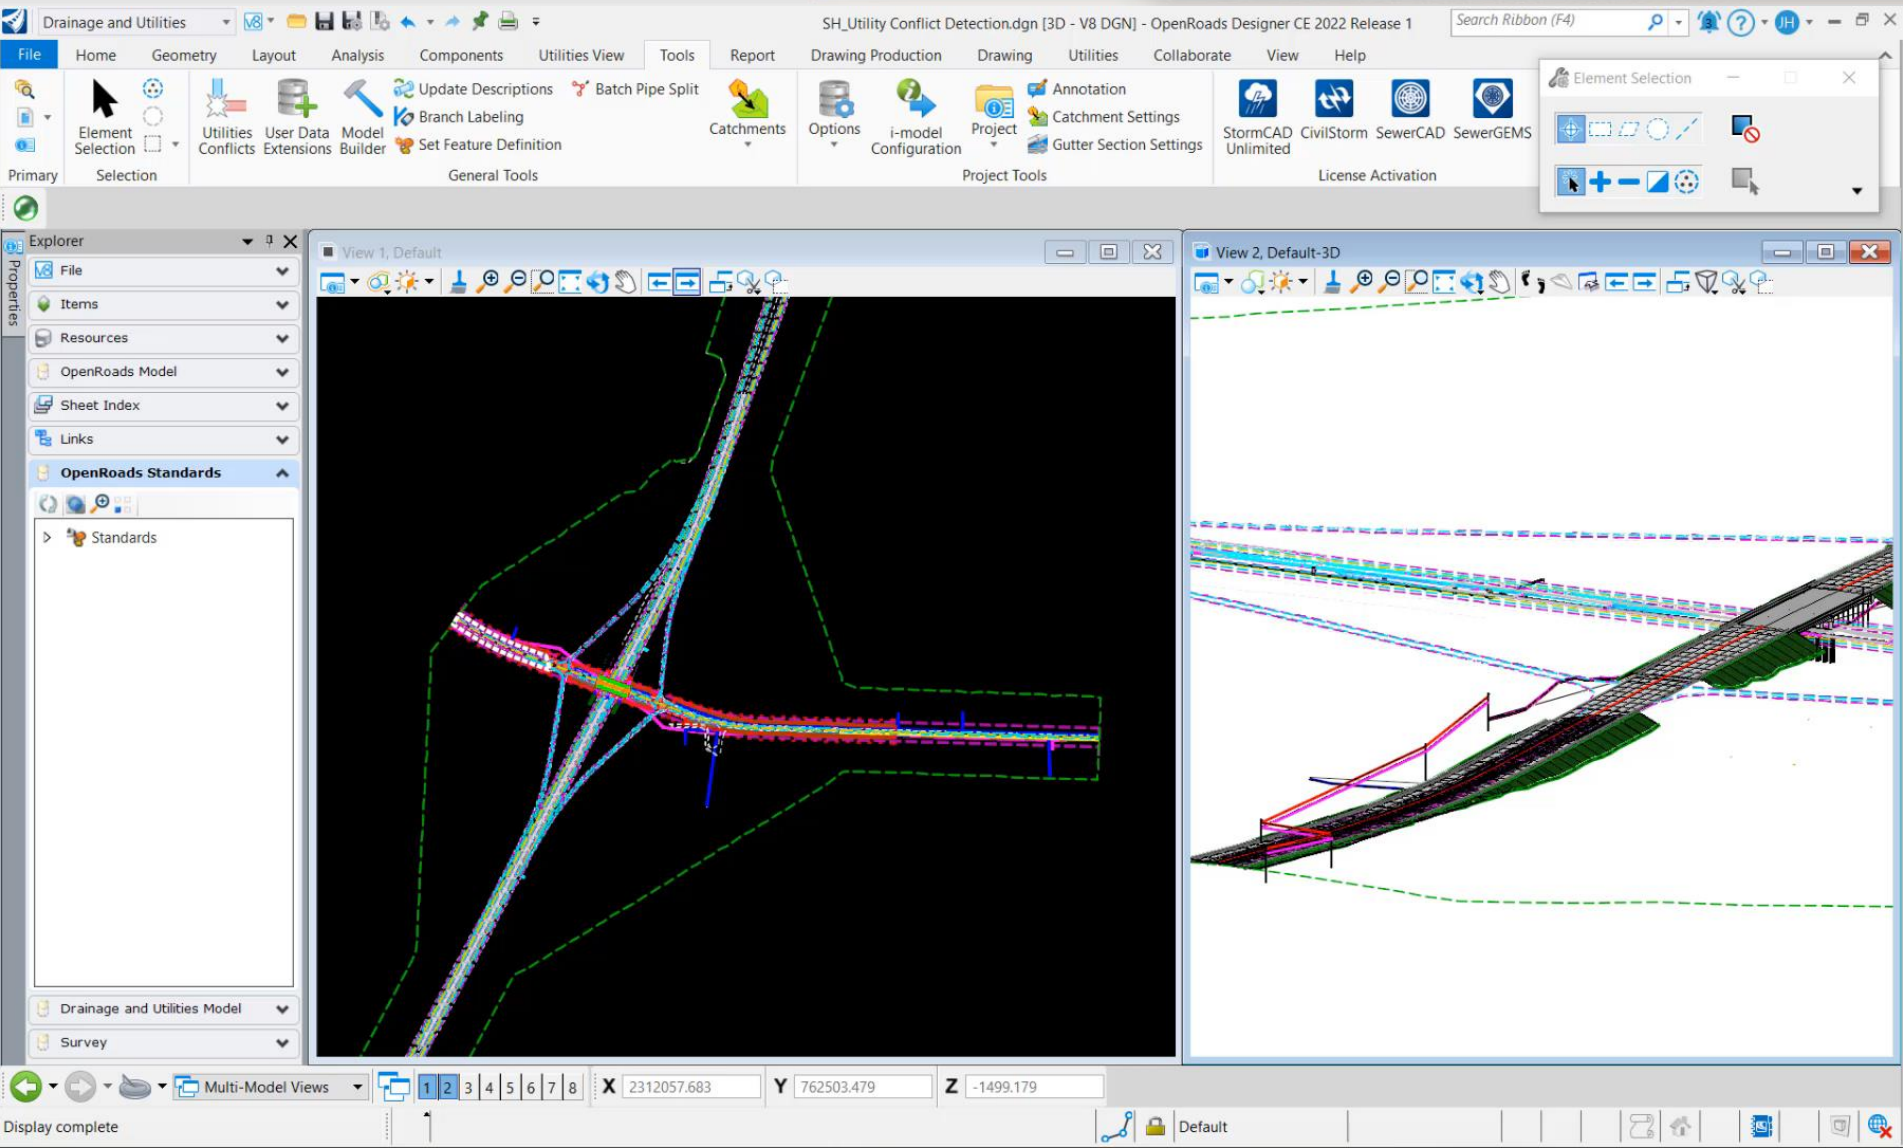 Drainage and Utilities
SH_Utility Conflict Detection.dgn [3D - V8 DGN] - OpenRoads Designer CE 2022 Release 1
Search Ribbon (F4)
JH
File Home Geometry Layout Analysis Components Utilities View Tools Report Drawing Production Drawing Utilities Collaborate View Help
Element Selection
Update Descriptions Batch Pipe Split
Branch Labeling
Set Feature Definition
Element Selection
Utilities Conflicts
User Data Extensions
Model Builder
Catchments
Options
i-model Configuration
Project
Annotation
Catchment Settings
Gutter Section Settings
StormCAD Unlimited
CivilStorm
SewerCAD
SewerGEMS
Primary Selection General Tools Project Tools License Activation
Properties
Explorer
File
Items
Resources
OpenRoads Model
Sheet Index
Links
OpenRoads Standards
Standards
Drainage and Utilities Model
Survey
View 1, Default
View 2, Default-3D
Multi-Model Views
1 2 3 4 5 6 7 8
X 2312057.683 Y 762503.479 Z -1499.179
Display complete
Default